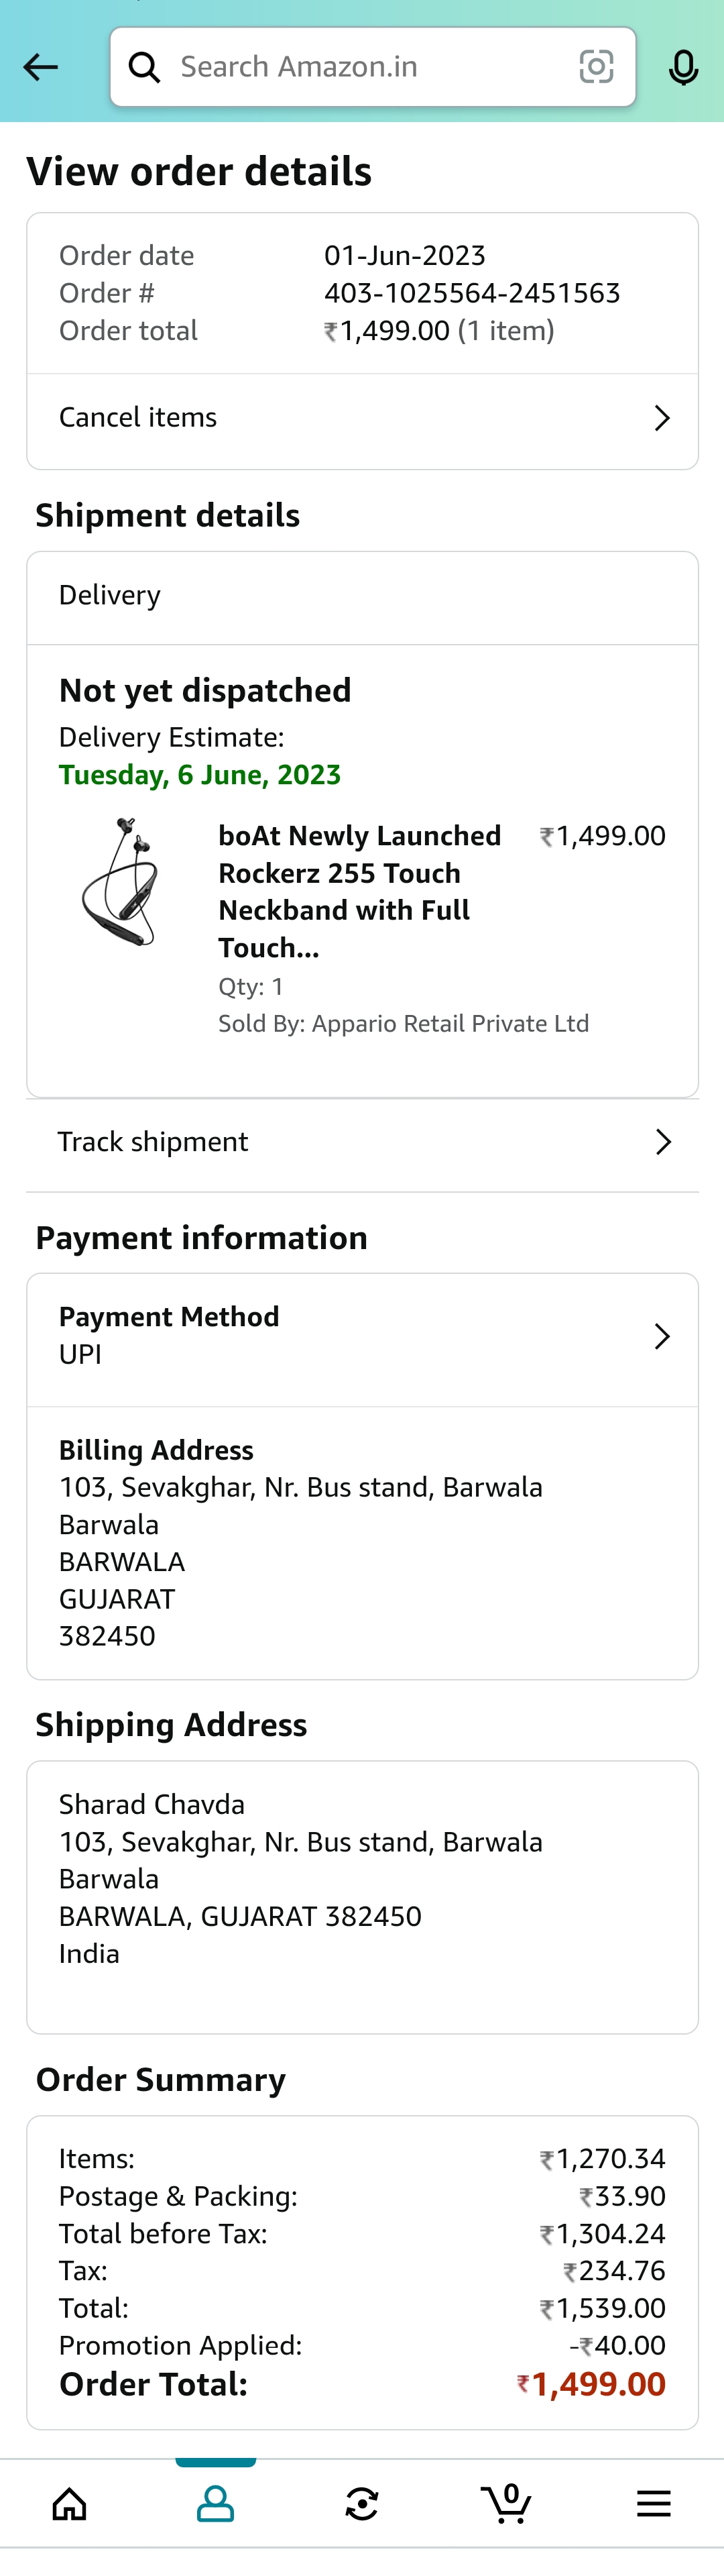 Search Amazon.in
View order details
Order date 01-Jun-2023
Order # 403-1025564-2451563
Order total ₹1,499.00 (1 item)
Cancel items
Shipment details
Delivery
Not yet dispatched
Delivery Estimate:
Tuesday, 6 June, 2023
boAt Newly Launched ₹1,499.00
Rockerz 255 Touch
Neckband with Full
Touch...
Qty: 1
Sold By: Appario Retail Private Ltd
Track shipment
Payment information
Payment Method
UPI
Billing Address
103, Sevakghar, Nr. Bus stand, Barwala
Barwala
BARWALA
GUJARAT
382450
Shipping Address
Sharad Chavda
103, Sevakghar, Nr. Bus stand, Barwala
Barwala
BARWALA, GUJARAT 382450
India
Order Summary
Items: ₹1,270.34
Postage & Packing: ₹33.90
Total before Tax: ₹1,304.24
Tax: ₹234.76
Total: ₹1,539.00
Promotion Applied: -₹40.00
Order Total: ₹1,499.00
0